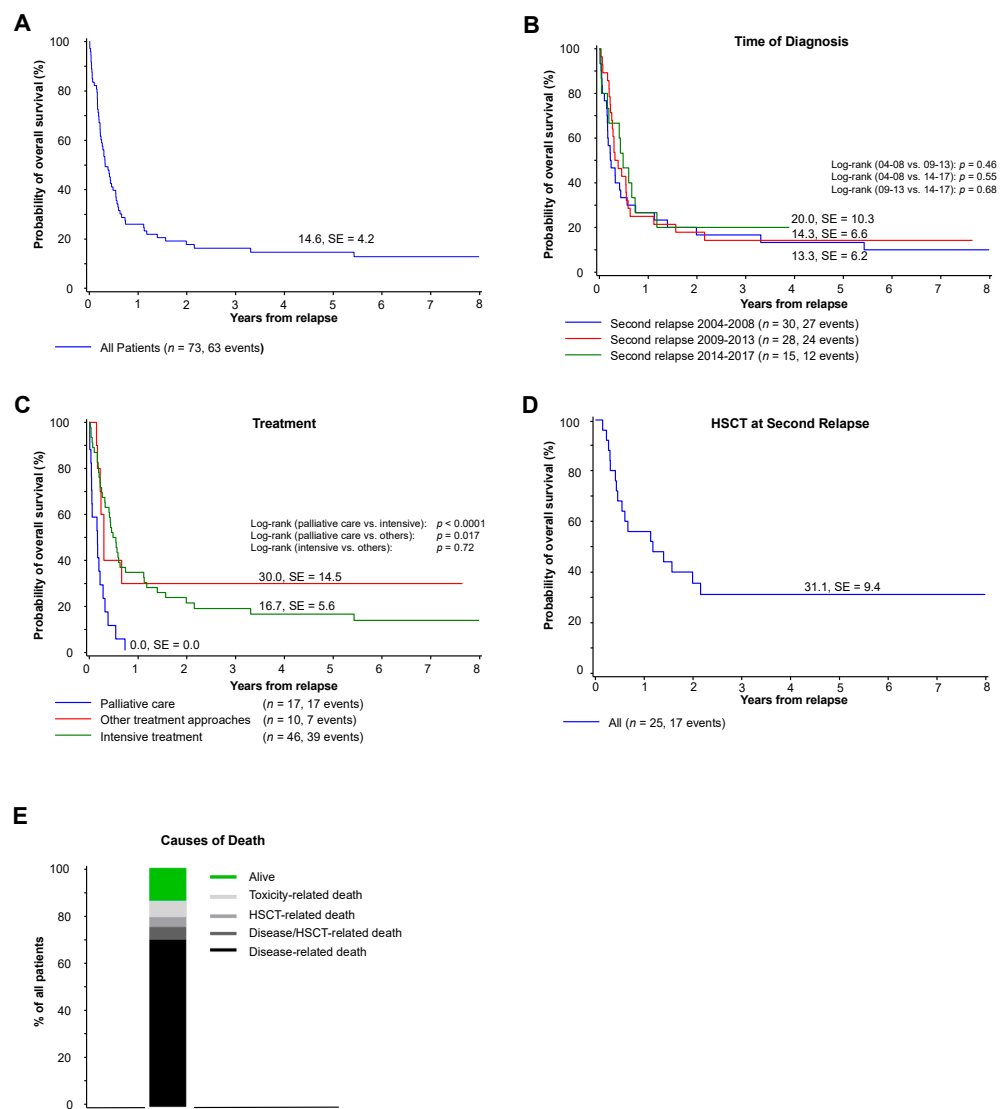 A
Probability of overall survival (%)
100
80
60
40
20
0
14.6, SE = 4.2
0 1 2 3 4 5 6 7 8
Years from relapse
All Patients (n = 73, 63 events)
B
Time of Diagnosis
Probability of overall survival (%)
100
80
60
40
20
0
Log-rank (04-08 vs. 09-13): p = 0.46
Log-rank (04-08 vs. 14-17): p = 0.55
Log-rank (09-13 vs. 14-17): p = 0.68
20.0, SE = 10.3
14.3, SE = 6.6
13.3, SE = 6.2
0 1 2 3 4 5 6 7 8
Years from relapse
Second relapse 2004-2008 (n = 30, 27 events)
Second relapse 2009-2013 (n = 28, 24 events)
Second relapse 2014-2017 (n = 15, 12 events)
C
Treatment
Probability of overall survival (%)
100
80
60
40
20
0
Log-rank (palliative care vs. intensive): p < 0.0001
Log-rank (palliative care vs. others): p = 0.017
Log-rank (intensive vs. others): p = 0.72
30.0, SE = 14.5
16.7, SE = 5.6
0.0, SE = 0.0
0 1 2 3 4 5 6 7 8
Years from relapse
Palliative care (n = 17, 17 events)
Other treatment approaches (n = 10, 7 events)
Intensive treatment (n = 46, 39 events)
D
HSCT at Second Relapse
Probability of overall survival (%)
100
80
60
40
20
0
31.1, SE = 9.4
0 1 2 3 4 5 6 7 8
Years from relapse
All (n = 25, 17 events)
E
Causes of Death
% of all patients
100
80
60
40
20
0
Alive
Toxicity-related death
HSCT-related death
Disease/HSCT-related death
Disease-related death